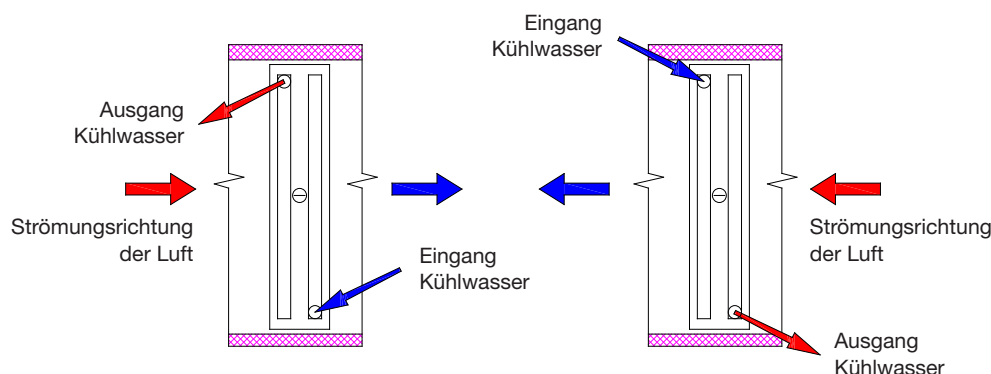 Ausgang
Kühlwasser
Strömungsrichtung
der Luft
Eingang
Kühlwasser
Eingang
Kühlwasser
Strömungsrichtung
der Luft
Ausgang
Kühlwasser